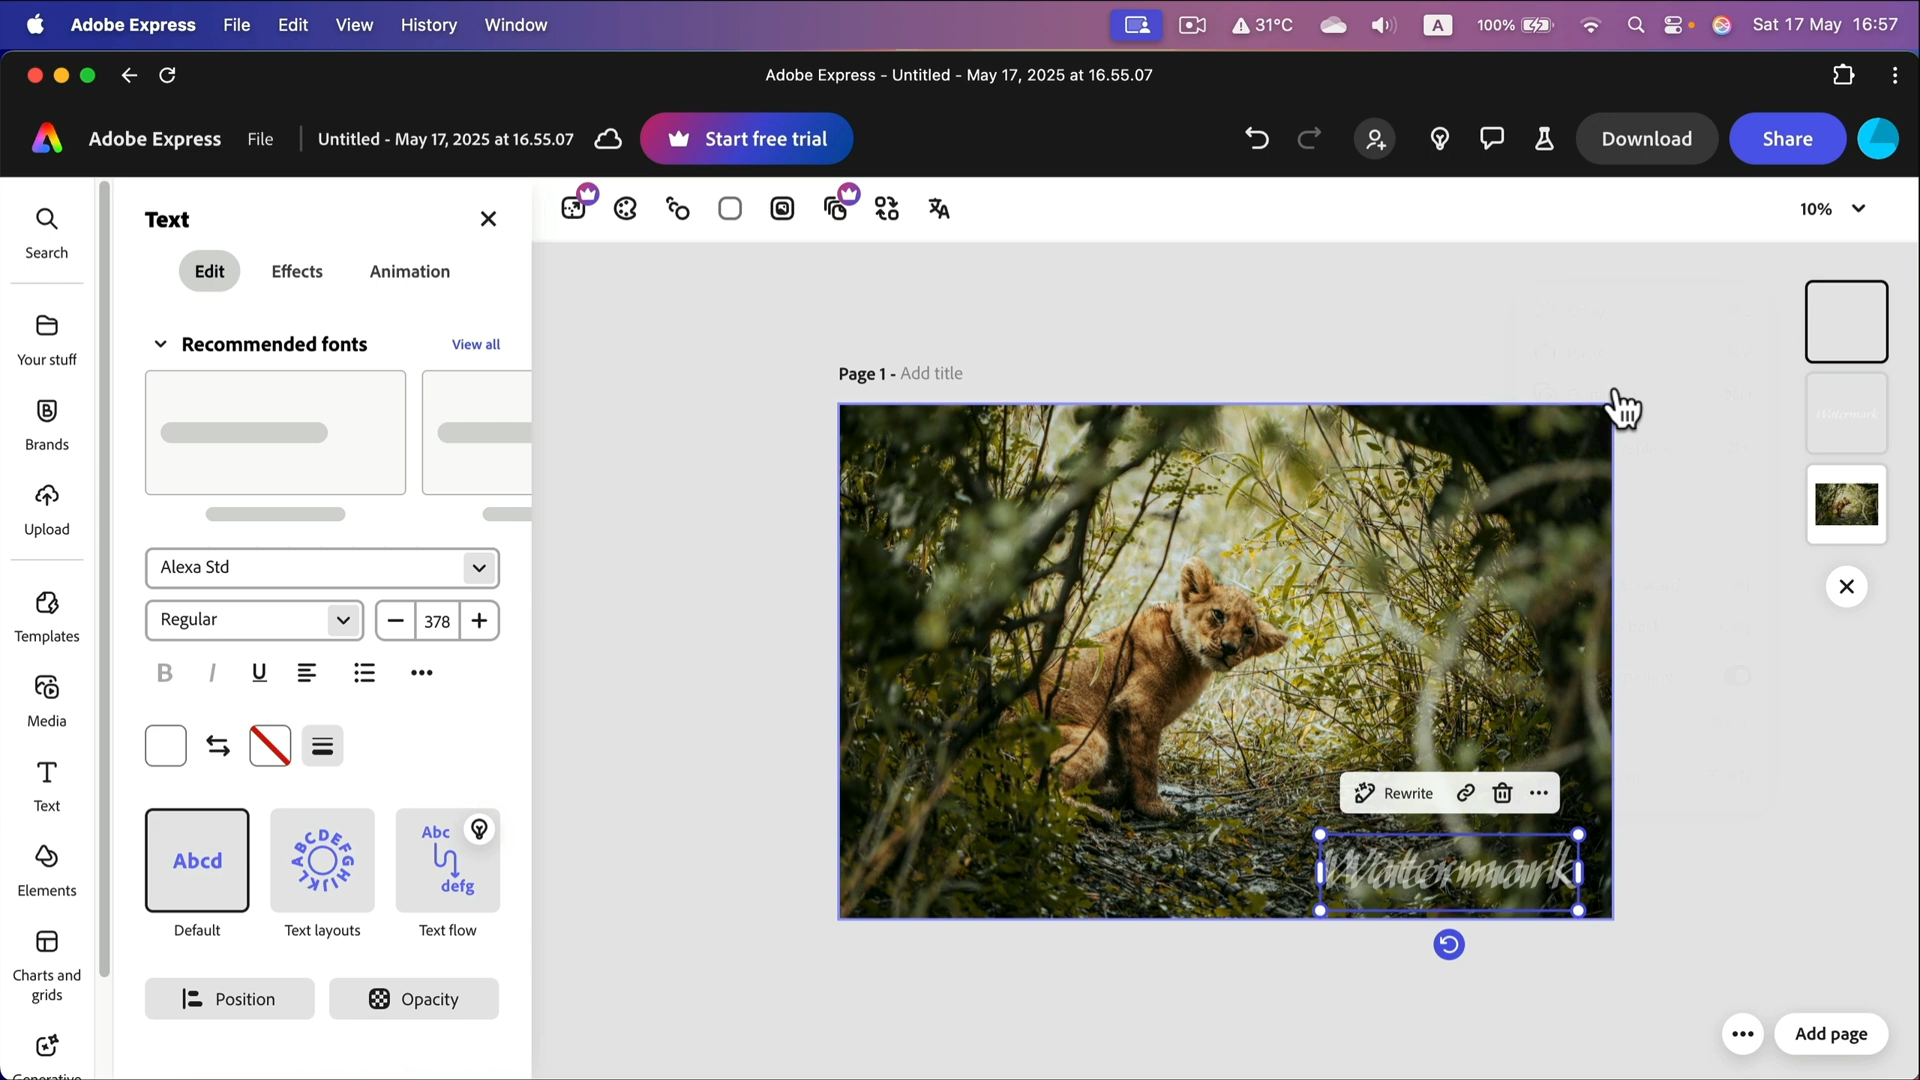 Adobe Express File Edit View History Window 31°C A 100% Sat 17 May 16:57
Adobe Express - Untitled - May 17, 2025 at 16.55.07
Adobe Express File Untitled - May 17, 2025 at 16.55.07 Start free trial Download Share
Search
Your stuff
Brands
Upload
Templates
Media
Text
Elements
Charts and
grids
Text
Edit Effects Animation
Recommended fonts View all
Alexa Std
Regular 378
B I U
Abcd
Default
ABCDEFGHIJKL
Text layouts
Abc
defg
Text flow
Position Opacity
10%
Page 1 - Add title
Rewrite
Watermark
Watermark
Add page